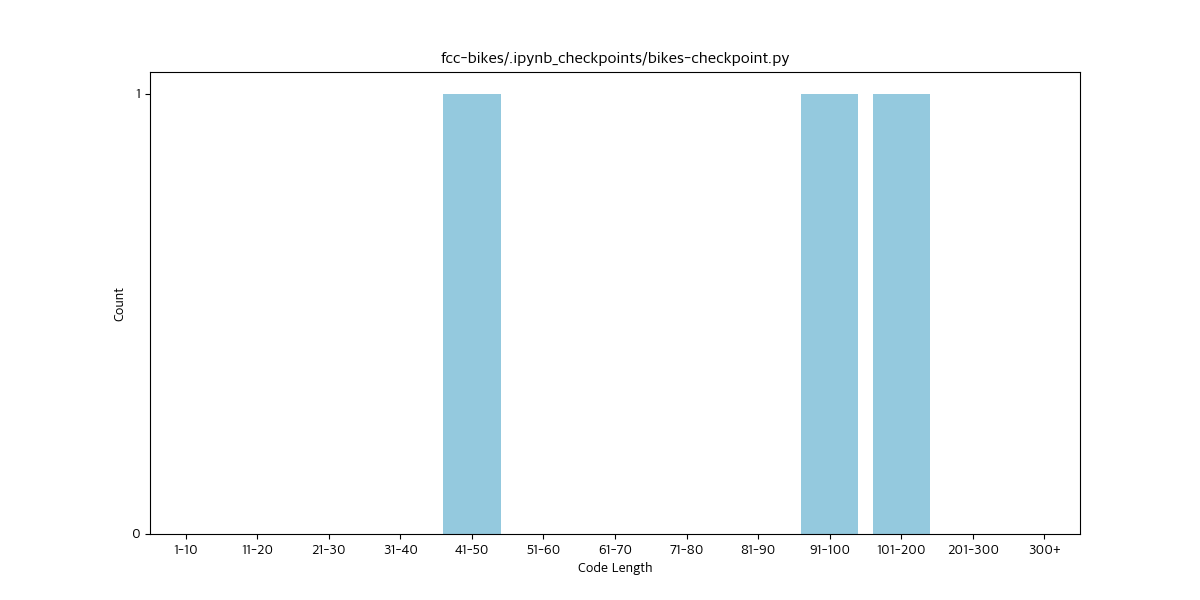 fcc-bikes/.ipynb_checkpoints/bikes-checkpoint.py
1
Count
0
1-10 11-20 21-30 31-40 41-50 51-60 61-70 71-80 81-90 91-100 101-200 201-300 300+
Code Length